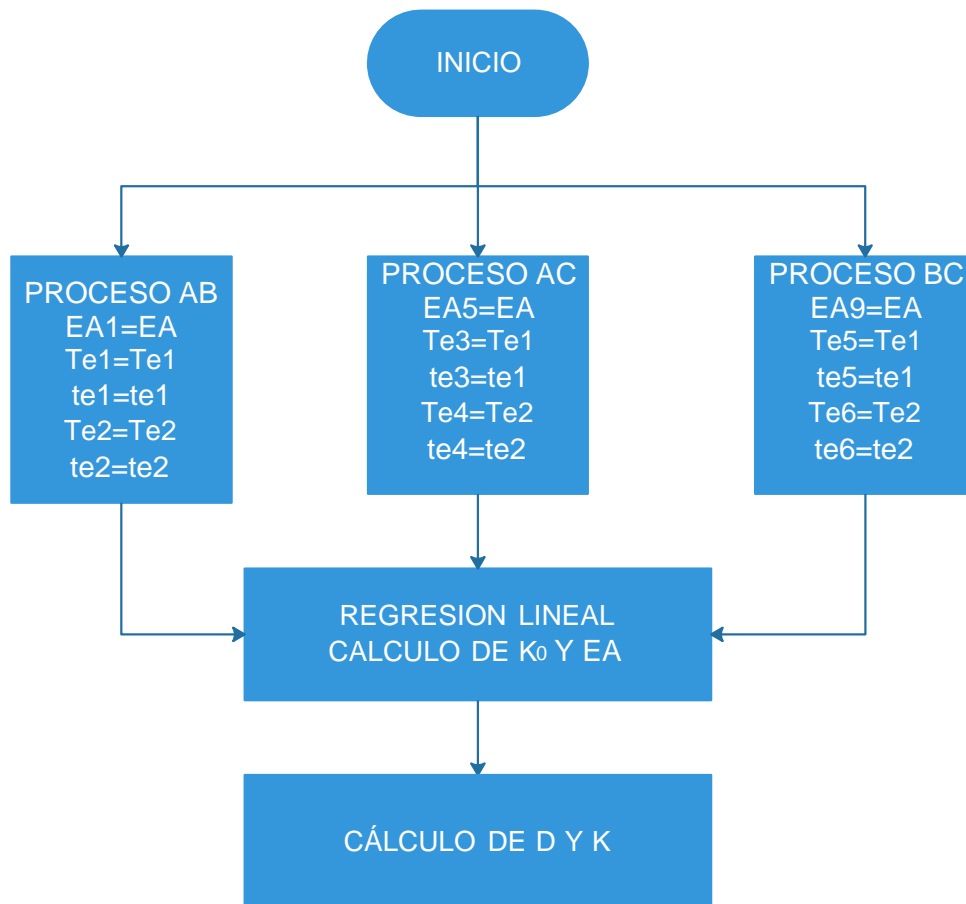 INICIO
PROCESO AB
EA1=EA
Te1=Te1
te1=te1
Te2=Te2
te2=te2
PROCESO AC
EA5=EA
Te3=Te1
te3=te1
Te4=Te2
te4=te2
PROCESO BC
EA9=EA
Te5=Te1
te5=te1
Te6=Te2
te6=te2
REGRESION LINEAL
CALCULO DE K0 Y EA
CÁLCULO DE D Y K